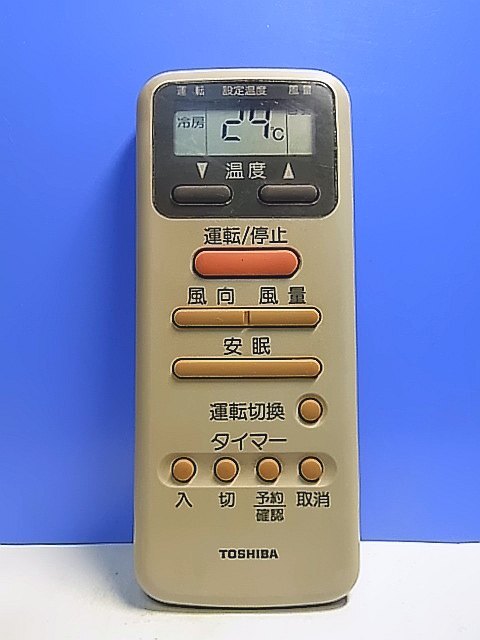 運転 設定温度 風量
冷房 24℃
▼ 温度 ▲
運転/停止
風向 風量
安眠
運転切換
タイマー
入 切 予約 取消
確認
TOSHIBA